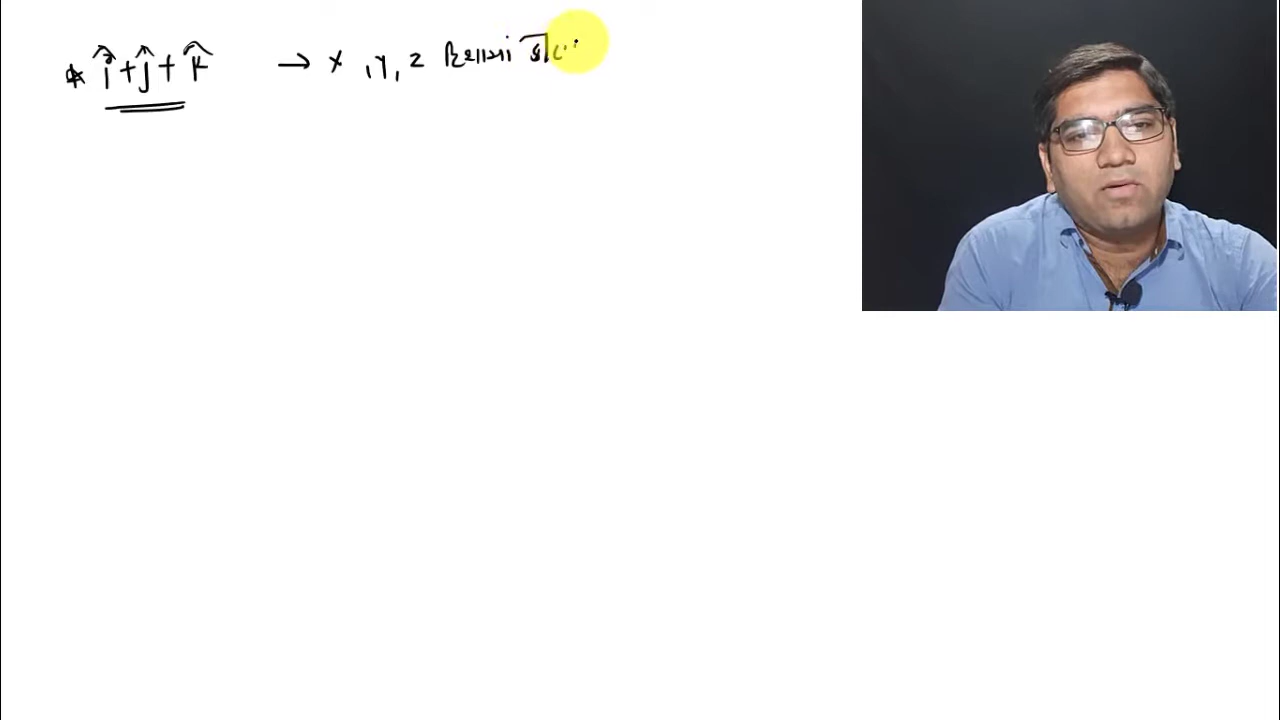 * î + ĵ + k̂ → x, y, z દિશામાં